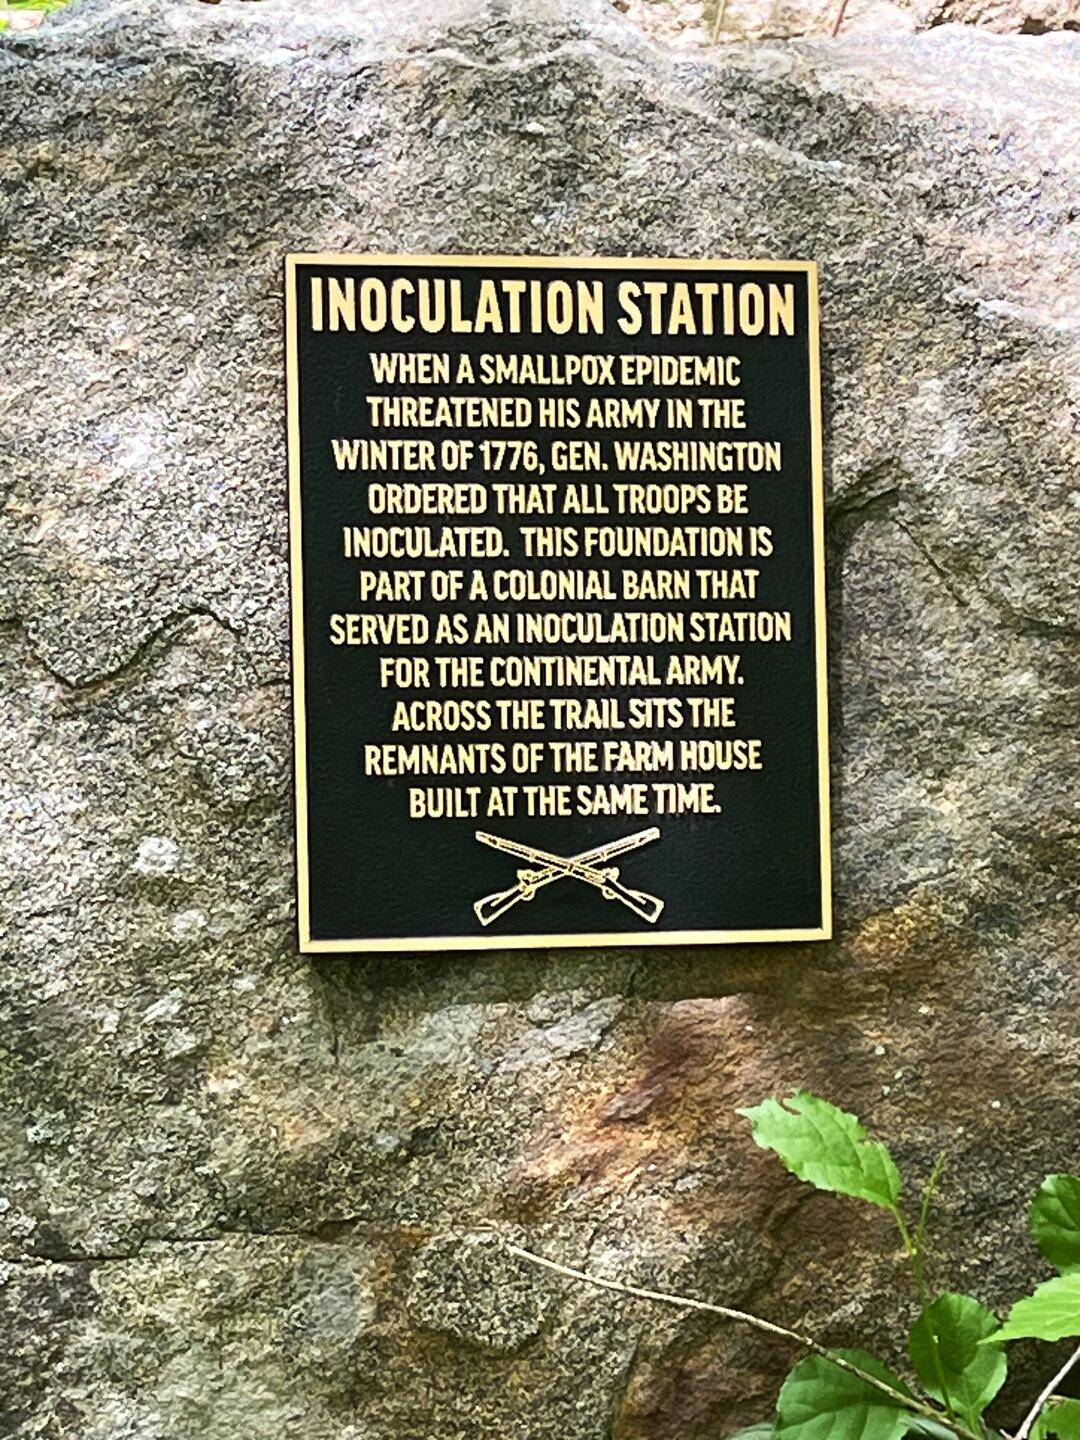 INOCULATION STATION
WHEN A SMALLPOX EPIDEMIC
THREATENED HIS ARMY IN THE
WINTER OF 1776, GEN. WASHINGTON
ORDERED THAT ALL TROOPS BE
INOCULATED. THIS FOUNDATION IS
PART OF A COLONIAL BARN THAT
SERVED AS AN INOCULATION STATION
FOR THE CONTINENTAL ARMY.
ACROSS THE TRAIL SITS THE
REMNANTS OF THE FARM HOUSE
BUILT AT THE SAME TIME.